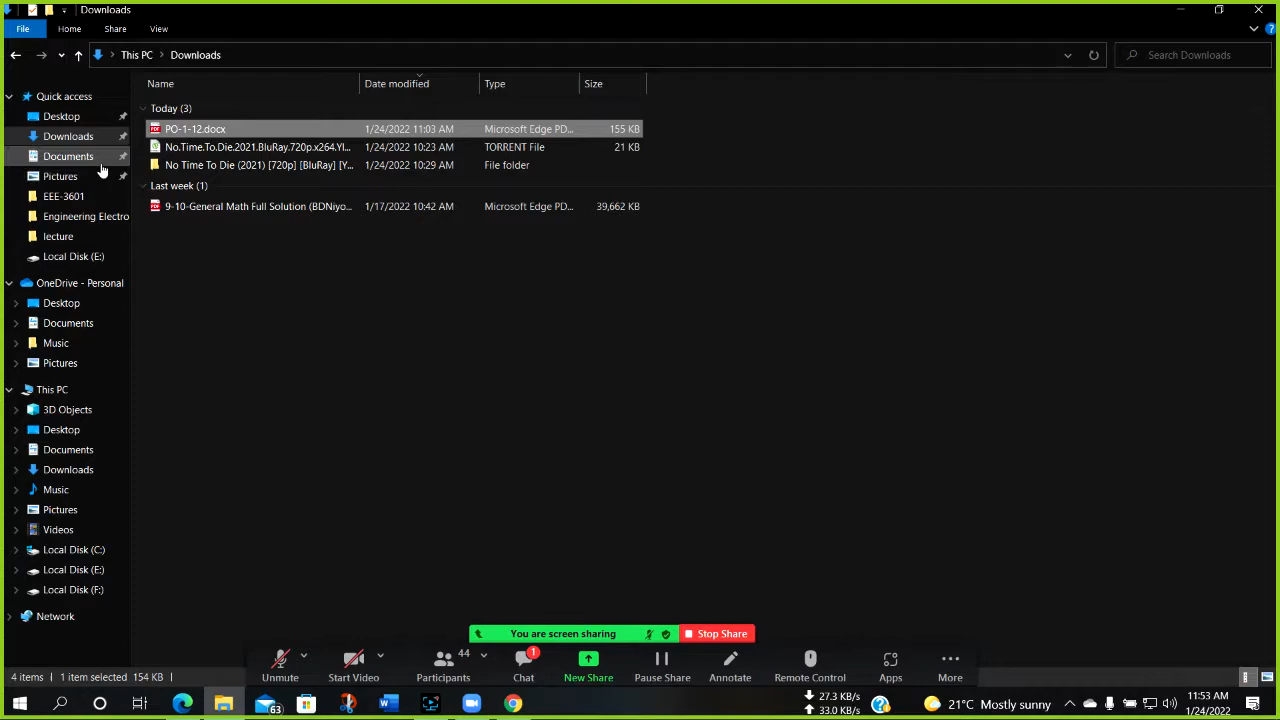 Downloads
File Home Share View
This PC Downloads Search Downloads
Name Date modified Type Size
Quick access
Desktop
Downloads
Documents
Pictures
EEE-3601
Engineering Electro
lecture
Local Disk (E:)
OneDrive - Personal
Desktop
Documents
Music
Pictures
This PC
3D Objects
Desktop
Documents
Downloads
Music
Pictures
Videos
Local Disk (C:)
Local Disk (E:)
Local Disk (F:)
Network
Today (3)
PO-1-12.docx 1/24/2022 11:03 AM Microsoft Edge PD... 155 KB
No.Time.To.Die.2021.BluRay.720p.x264.YI... 1/24/2022 10:23 AM TORRENT File 21 KB
No Time To Die (2021) [720p] [BluRay] [Y... 1/24/2022 10:29 AM File folder
Last week (1)
9-10-General Math Full Solution (BDNiyo... 1/17/2022 10:42 AM Microsoft Edge PD... 39,662 KB
You are screen sharing Stop Share
44 1
Unmute Start Video Participants Chat New Share Pause Share Annotate Remote Control Apps More
4 items 1 item selected 154 KB
63
27.3 KB/s
33.0 KB/s
21°C Mostly sunny
11:53 AM
1/24/2022